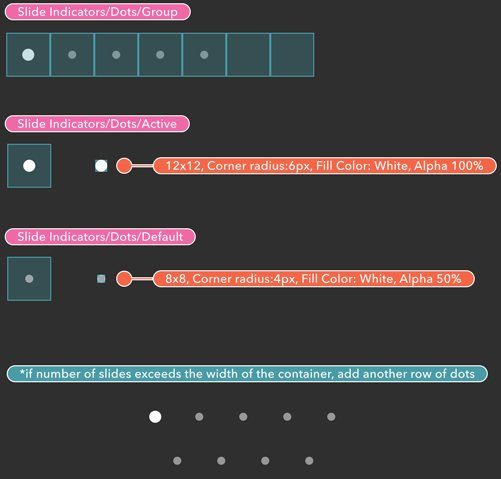 Slide Indicators/Dots/Group
Slide Indicators/Dots/Active
12x12, Corner radius:6px, Fill Color: White, Alpha 100%
Slide Indicators/Dots/Default
8x8, Corner radius:4px, Fill Color: White, Alpha 50%
*if number of slides exceeds the width of the container, add another row of dots